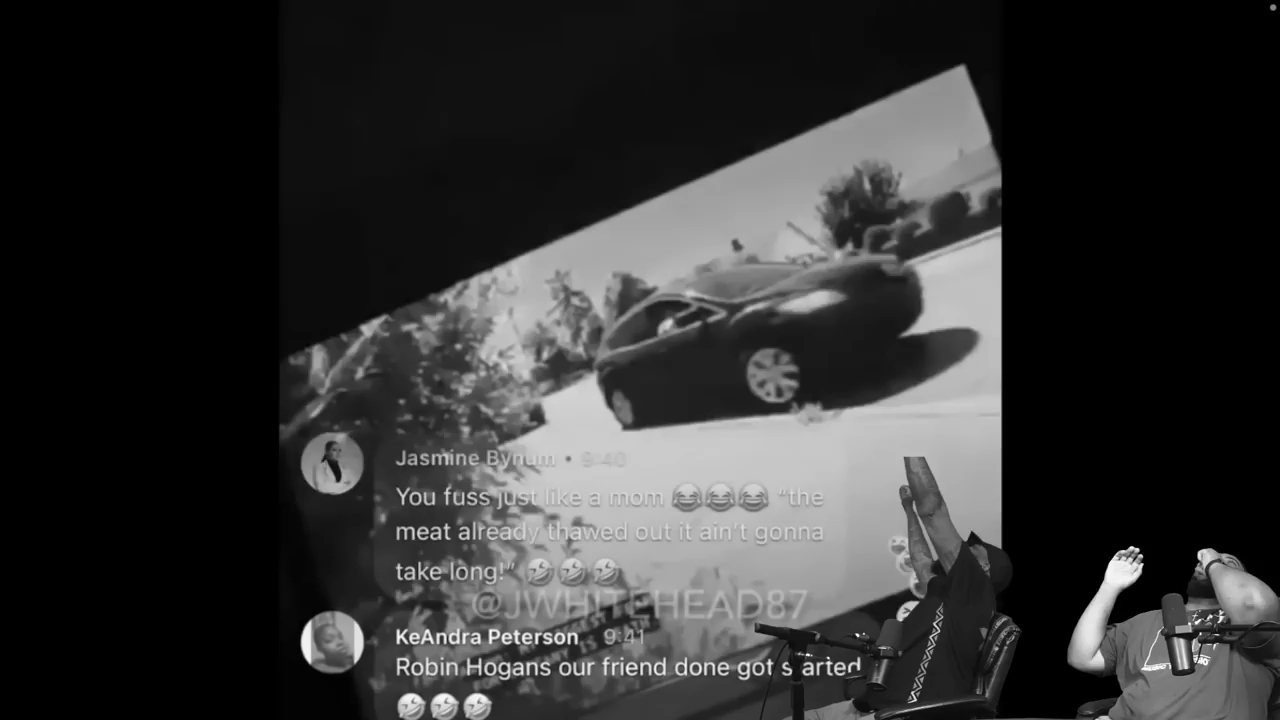 Jasmine Bynum • 9:40
You fuss just like a mom 😂😂😂 “the
meat already thawed out it ain't gonna
take long!” 🤣🤣🤣
@JWHITEHEAD87
KeAndra Peterson 9:41
Robin Hogans our friend done got started
🤣🤣🤣